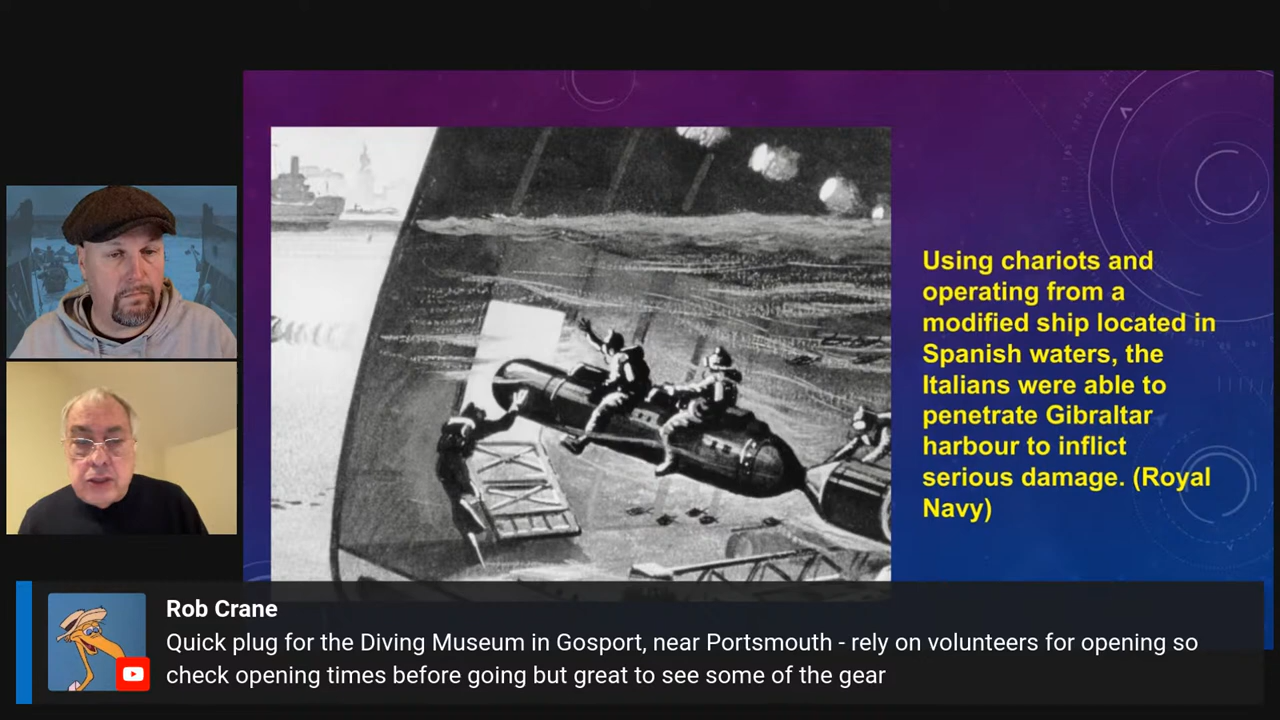 Using chariots and
operating from a
modified ship located in
Spanish waters, the
Italians were able to
penetrate Gibraltar
harbour to inflict
serious damage. (Royal
Navy)
Rob Crane
Quick plug for the Diving Museum in Gosport, near Portsmouth - rely on volunteers for opening so
check opening times before going but great to see some of the gear